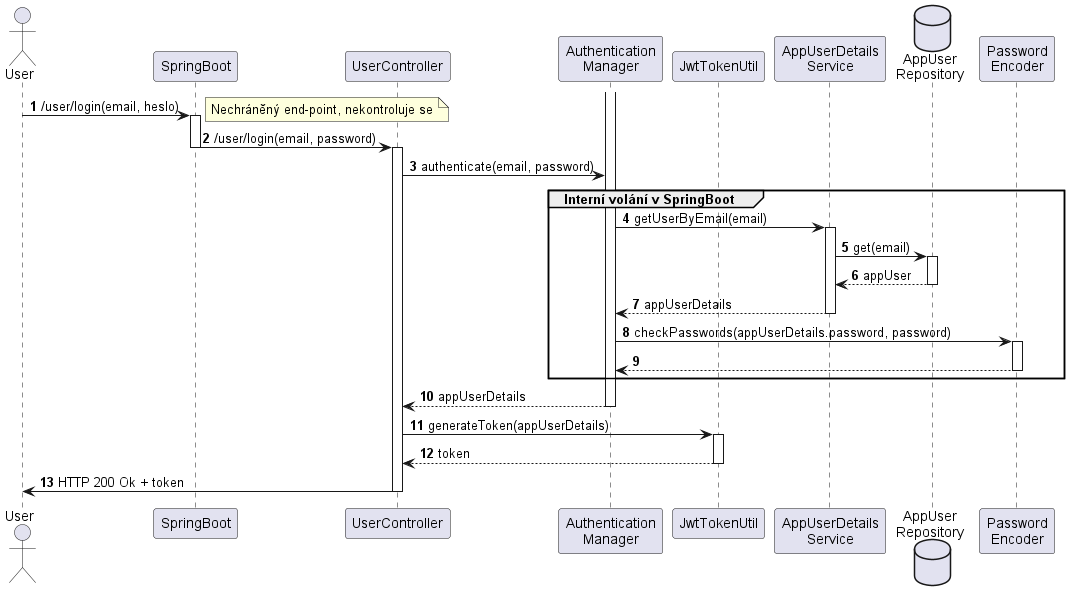 User
SpringBoot
UserController
Authentication
Manager
JwtTokenUtil
AppUserDetails
Service
AppUser
Repository
Password
Encoder
1 /user/login(email, heslo)
Nechráněný end-point, nekontroluje se
2 /user/login(email, password)
3 authenticate(email, password)
Interní volání v SpringBoot
4 getUserByEmail(email)
5 get(email)
6 appUser
7 appUserDetails
8 checkPasswords(appUserDetails.password, password)
9
10 appUserDetails
11 generateToken(appUserDetails)
12 token
13 HTTP 200 Ok + token
User
SpringBoot
UserController
Authentication
Manager
JwtTokenUtil
AppUserDetails
Service
AppUser
Repository
Password
Encoder